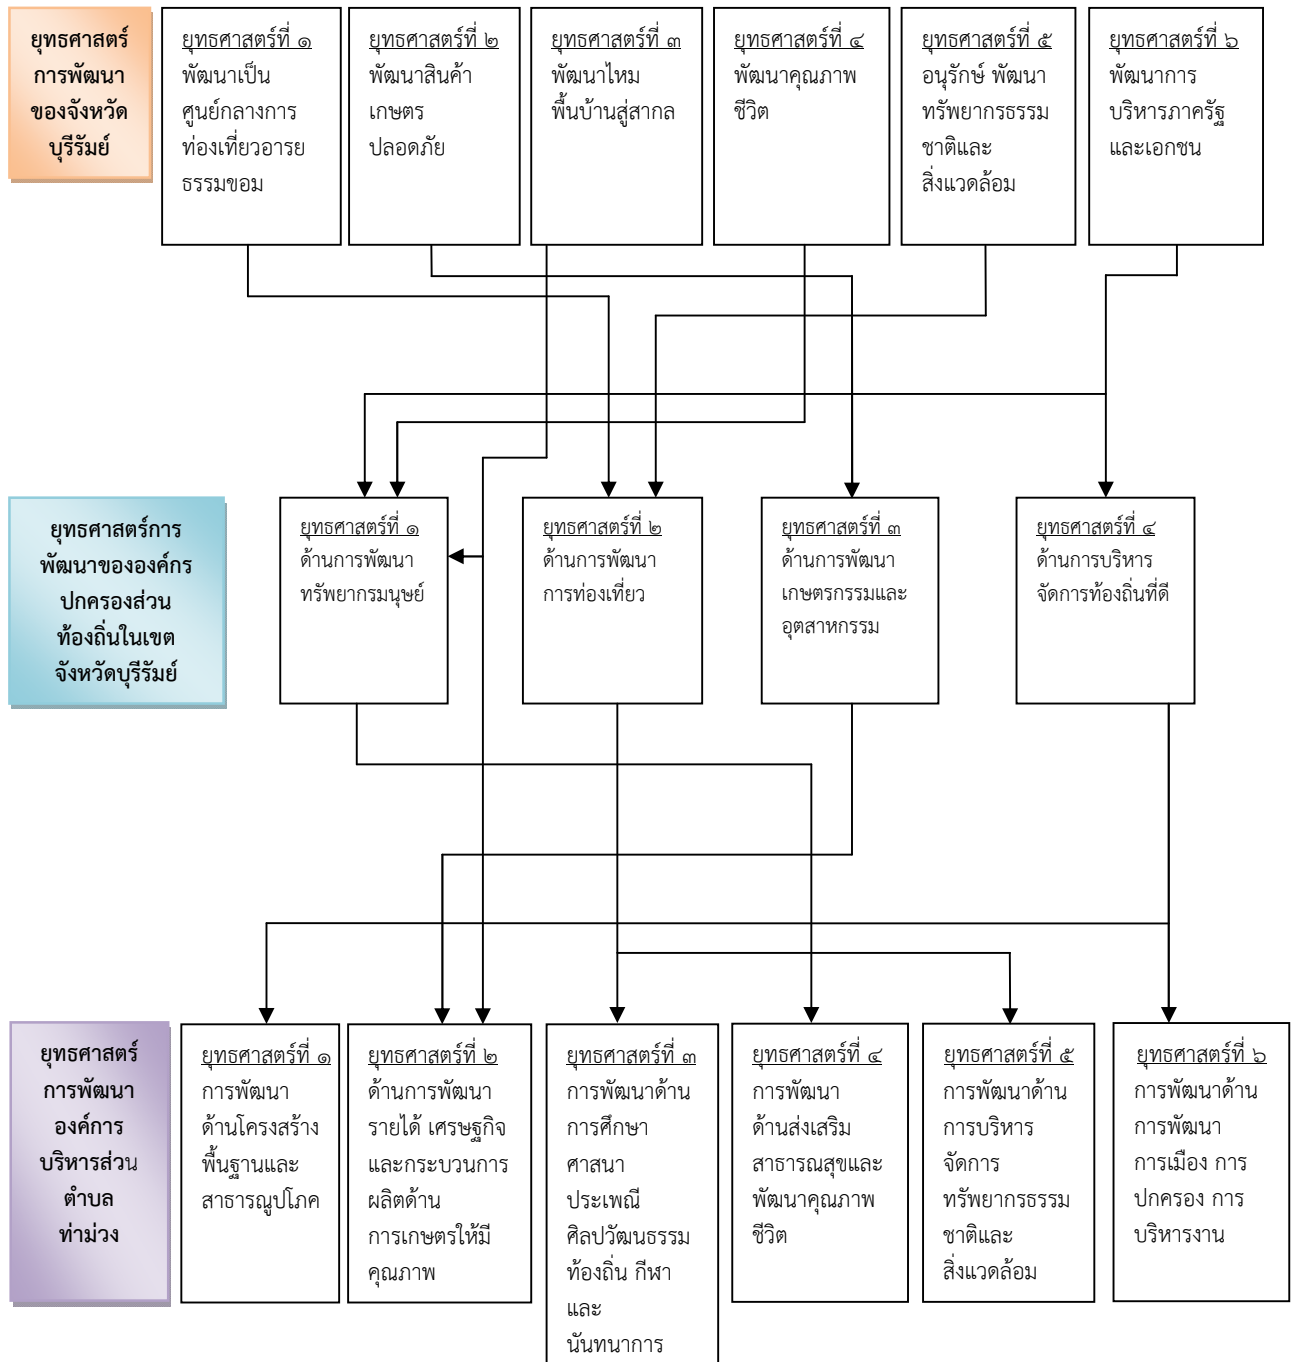 ยุทธศาสตร์
การพัฒนา
ของจังหวัด
บุรีรัมย์
ยุทธศาสตร์ที่ ๑
พัฒนาเป็น
ศูนย์กลางการ
ท่องเที่ยวอารย
ธรรมขอม
ยุทธศาสตร์ที่ ๒
พัฒนาสินค้า
เกษตร
ปลอดภัย
ยุทธศาสตร์ที่ ๓
พัฒนาไหม
พื้นบ้านสู่สากล
ยุทธศาสตร์ที่ ๔
พัฒนาคุณภาพ
ชีวิต
ยุทธศาสตร์ที่ ๕
อนุรักษ์ พัฒนา
ทรัพยากรธรรม
ชาติและ
สิ่งแวดล้อม
ยุทธศาสตร์ที่ ๖
พัฒนาการ
บริหารภาครัฐ
และเอกชน
ยุทธศาสตร์การ
พัฒนาขององค์กร
ปกครองส่วน
ท้องถิ่นในเขต
จังหวัดบุรีรัมย์
ยุทธศาสตร์ที่ ๑
ด้านการพัฒนา
ทรัพยากรมนุษย์
ยุทธศาสตร์ที่ ๒
ด้านการพัฒนา
การท่องเที่ยว
ยุทธศาสตร์ที่ ๓
ด้านการพัฒนา
เกษตรกรรมและ
อุตสาหกรรม
ยุทธศาสตร์ที่ ๔
ด้านการบริหาร
จัดการท้องถิ่นที่ดี
ยุทธศาสตร์
การพัฒนา
องค์การ
บริหารส่วน
ตำบล
ท่าม่วง
ยุทธศาสตร์ที่ ๑
การพัฒนา
ด้านโครงสร้าง
พื้นฐานและ
สาธารณูปโภค
ยุทธศาสตร์ที่ ๒
ด้านการพัฒนา
รายได้ เศรษฐกิจ
และกระบวนการ
ผลิตด้าน
การเกษตรให้มี
คุณภาพ
ยุทธศาสตร์ที่ ๓
การพัฒนาด้าน
การศึกษา
ศาสนา
ประเพณี
ศิลปวัฒนธรรม
ท้องถิ่น กีฬา
และ
นันทนาการ
ยุทธศาสตร์ที่ ๔
การพัฒนา
ด้านส่งเสริม
สาธารณสุขและ
พัฒนาคุณภาพ
ชีวิต
ยุทธศาสตร์ที่ ๕
การพัฒนาด้าน
การบริหาร
จัดการ
ทรัพยากรธรรม
ชาติและ
สิ่งแวดล้อม
ยุทธศาสตร์ที่ ๖
การพัฒนาด้าน
การพัฒนา
การเมือง การ
ปกครอง การ
บริหารงาน